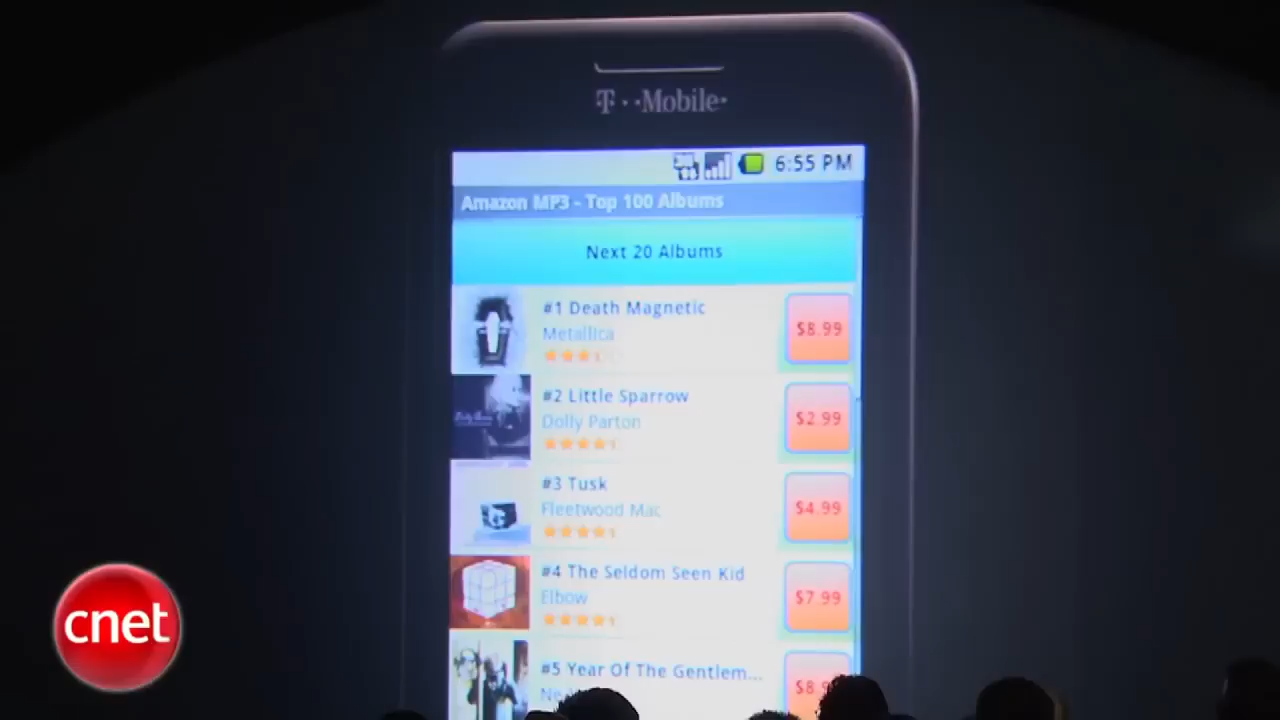 T··Mobile·
6:55 PM
Amazon MP3 - Top 100 Albums
Next 20 Albums
#1 Death Magnetic
Metallica
$8.99
#2 Little Sparrow
Dolly Parton
$2.99
#3 Tusk
Fleetwood Mac
$4.99
#4 The Seldom Seen Kid
Elbow
$7.99
#5 Year Of The Gentlem...
cnet